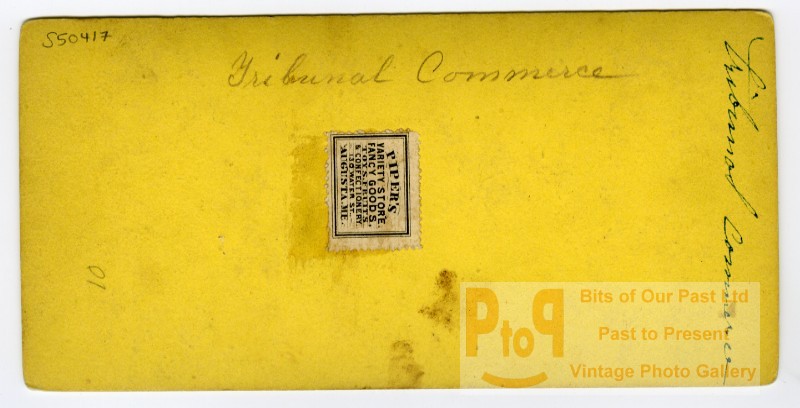 S50417
Tribunal Commerce
Tribunal Commerce
PIPER'S
VARIETY STORE.
FANCY GOODS,
TOYS, FRUITS,
& CONFECTIONERY
130 WATER ST.
AUGUSTA, ME.
10
PtoP
Bits of Our Past Ltd
Past to Present
Vintage Photo Gallery